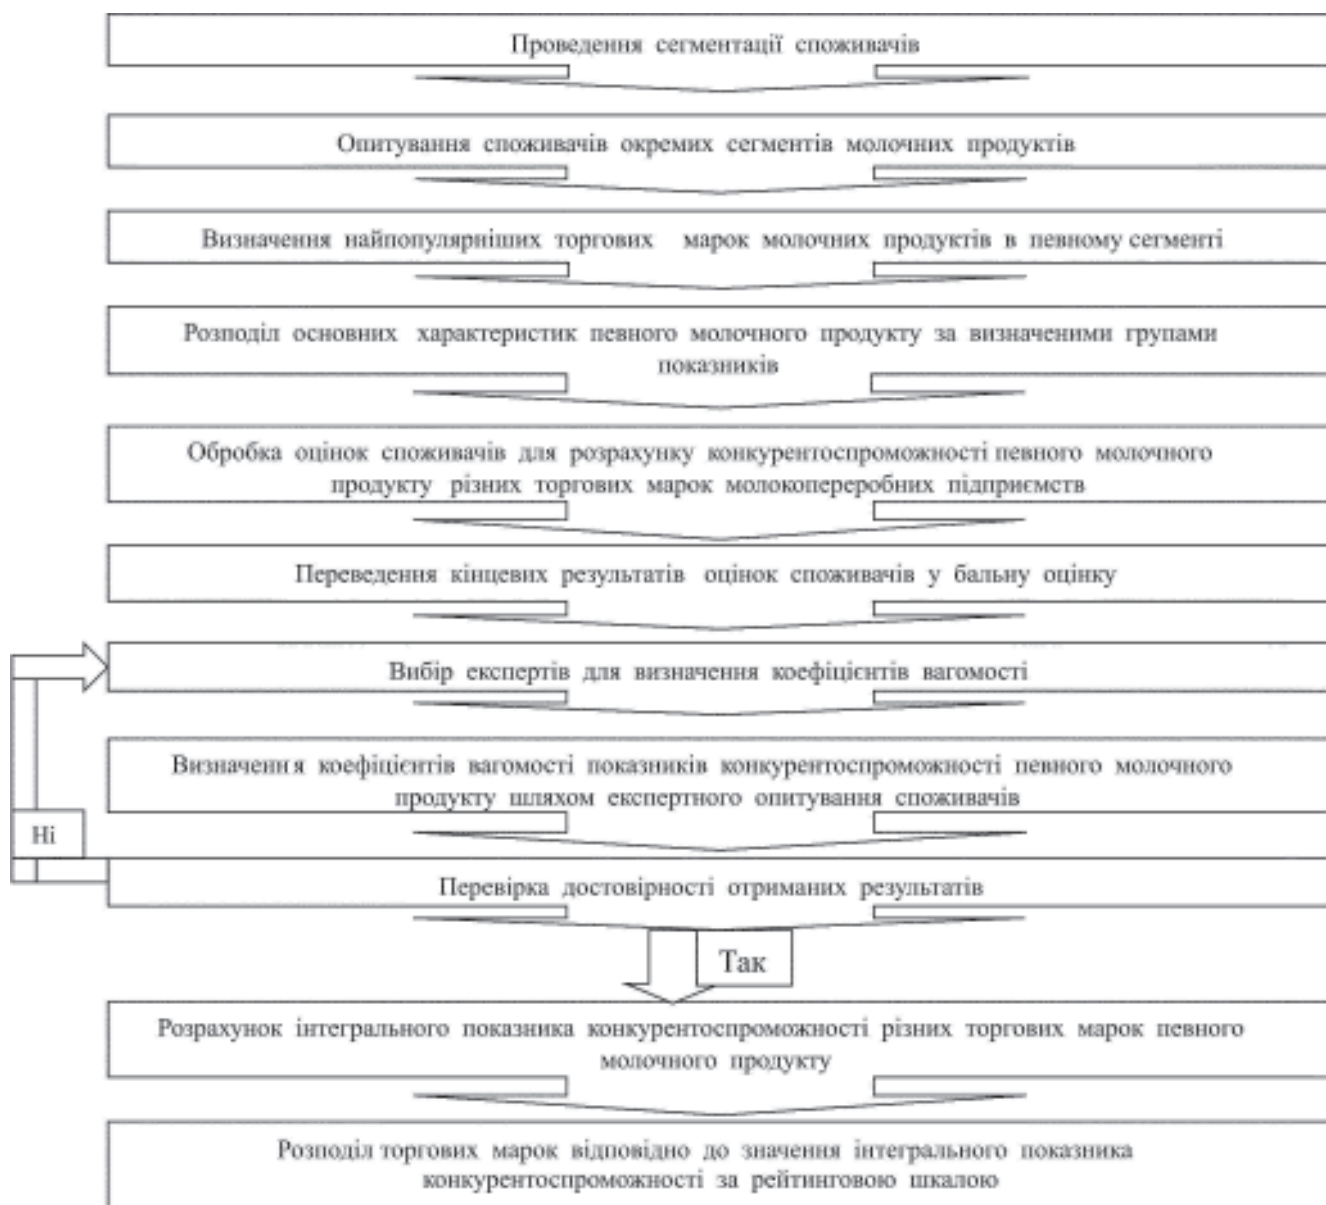 Проведення сегментації споживачів
Опитування споживачів окремих сегментів молочних продуктів
Визначення найпопулярніших торгових марок молочних продуктів в певному сегменті
Розподіл основних характеристик певного молочного продукту за визначеними групами
показників
Обробка оцінок споживачів для розрахунку конкурентоспроможності певного молочного
продукту різних торгових марок молокопереробних підприємств
Переведення кінцевих результатів оцінок споживачів у бальну оцінку
Вибір експертів для визначення коефіцієнтів вагомості
Визначення коефіцієнтів вагомості показників конкурентоспроможності певного молочного
продукту шляхом експертного опитування споживачів
Ні
Перевірка достовірності отриманих результатів
Так
Розрахунок інтегрального показника конкурентоспроможності різних торгових марок певного
молочного продукту
Розподіл торгових марок відповідно до значення інтегрального показника
конкурентоспроможності за рейтинговою шкалою